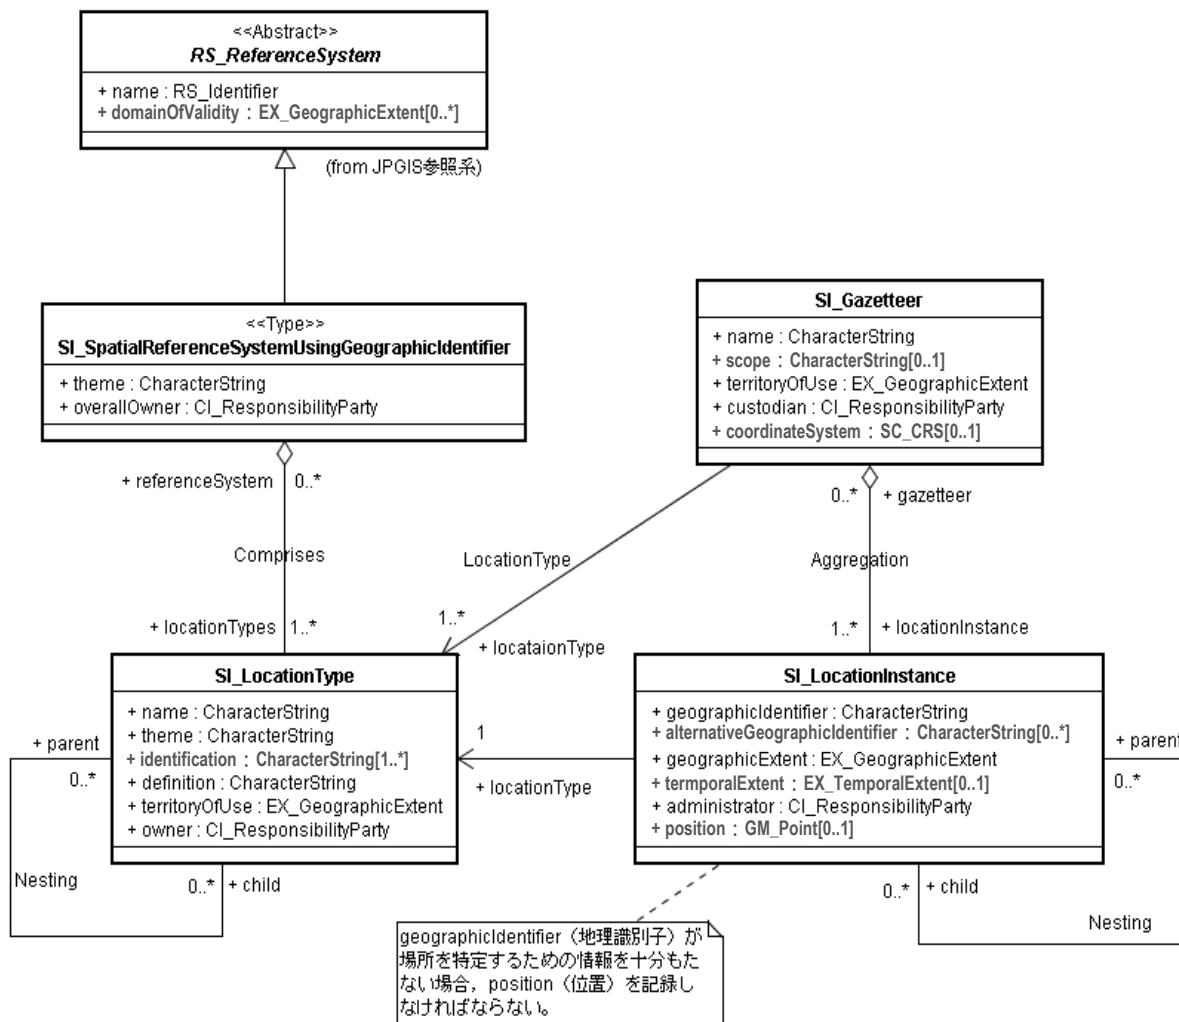 <<Abstract>>
RS_ReferenceSystem
+ name : RS_Identifier
+ domainOfValidity : EX_GeographicExtent[0..*]
(from JPGIS参照系)
<<Type>>
SI_SpatialReferenceSystemUsingGeographicIdentifier
+ theme : CharacterString
+ overallOwner : CI_ResponsibilityParty
SI_Gazetteer
+ name : CharacterString
+ scope : CharacterString[0..1]
+ territoryOfUse : EX_GeographicExtent
+ custodian : CI_ResponsibilityParty
+ coordinateSystem : SC_CRS[0..1]
+ referenceSystem
0..*
0..*
+ gazetteer
Comprises
LocationType
Aggregation
+ locationTypes
1..*
1..*
+ locataionType
1..*
+ locationInstance
SI_LocationType
+ name : CharacterString
+ theme : CharacterString
+ identification : CharacterString[1..*]
+ definition : CharacterString
+ territoryOfUse : EX_GeographicExtent
+ owner : CI_ResponsibilityParty
+ parent
0..*
Nesting
0..*
+ child
1
+ locationType
SI_LocationInstance
+ geographicIdentifier : CharacterString
+ alternativeGeographicIdentifier : CharacterString[0..*]
+ geographicExtent : EX_GeographicExtent
+ termporalExtent : EX_TemporalExtent[0..1]
+ administrator : CI_ResponsibilityParty
+ position : GM_Point[0..1]
+ parent
0..*
0..*
+ child
Nesting
geographicIdentifier（地理識別子）が
場所を特定するための情報を十分もた
ない場合，position（位置）を記録し
なければならない。